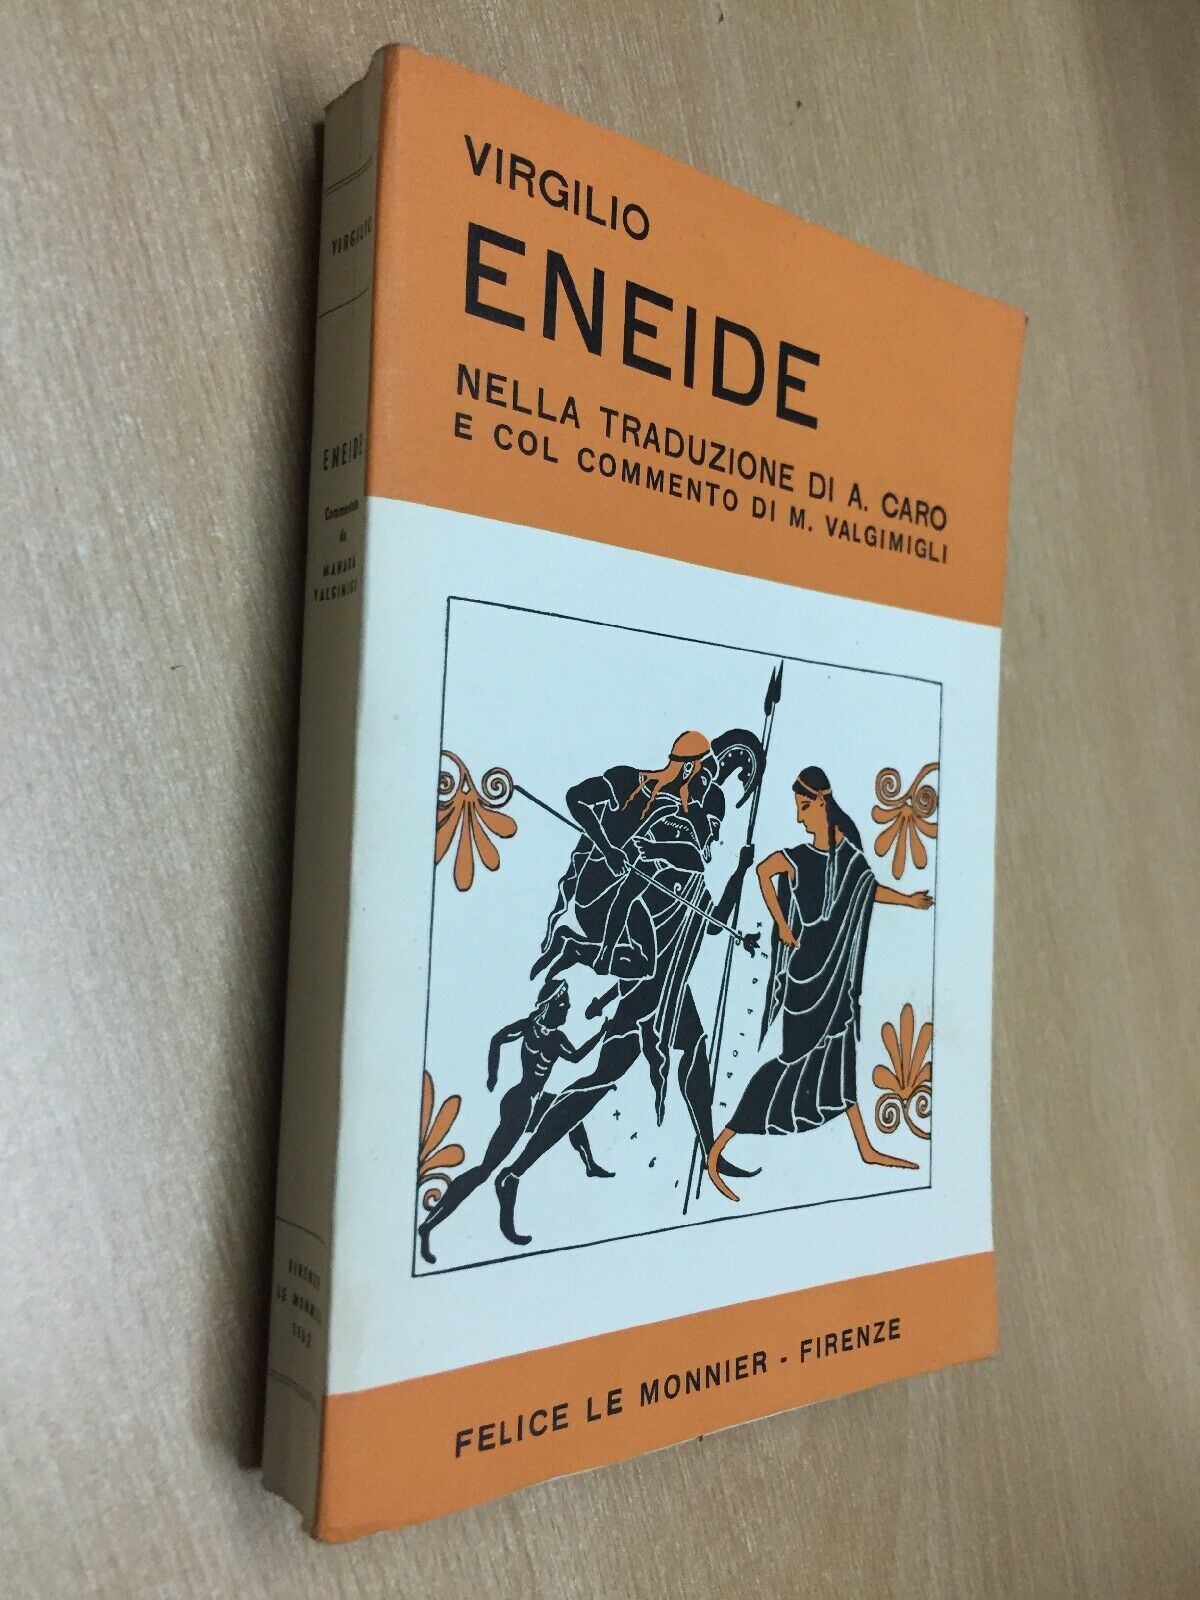 VIRGILIO
ENEIDE
NELLA TRADUZIONE DI A. CARO
E COL COMMENTO DI M. VALGIMIGLI
FELICE LE MONNIER - FIRENZE
VIRGILIO
ENEIDE
Commento
da
MANARA
VALGIMIGLI
FIRENZE
LE MONNIER